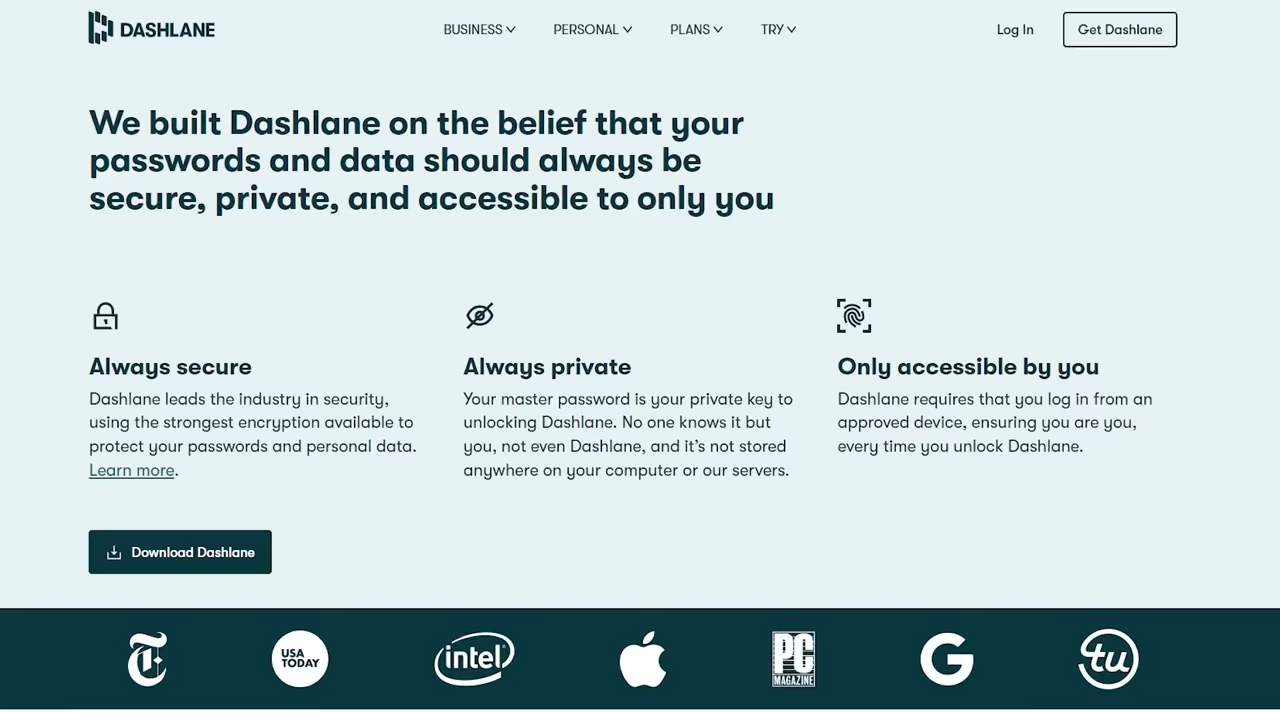 DASHLANE
BUSINESS
PERSONAL
PLANS
TRY
Log In
Get Dashlane
We built Dashlane on the belief that your
passwords and data should always be
secure, private, and accessible to only you
Always secure
Dashlane leads the industry in security,
using the strongest encryption available to
protect your passwords and personal data.
Learn more.
Always private
Your master password is your private key to
unlocking Dashlane. No one knows it but
you, not even Dashlane, and it's not stored
anywhere on your computer or our servers.
Only accessible by you
Dashlane requires that you log in from an
approved device, ensuring you are you,
every time you unlock Dashlane.
Download Dashlane
T
USA
TODAY
intel
PC
MAGAZINE
G
tu